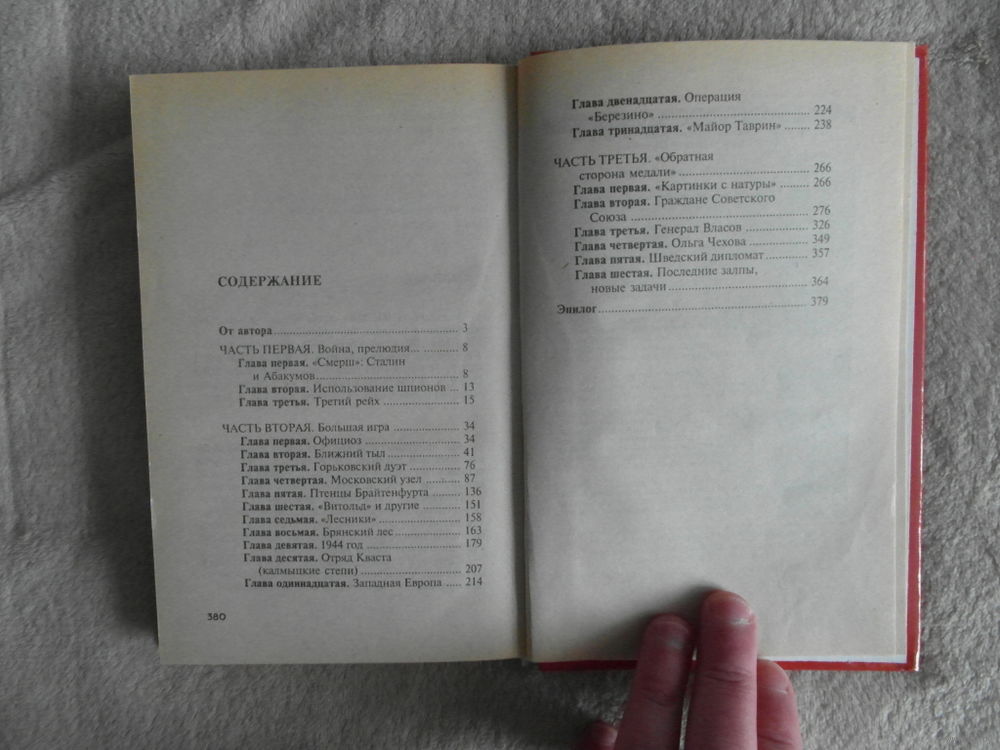 СОДЕРЖАНИЕ
От автора ........ 3
ЧАСТЬ ПЕРВАЯ. Война, прелюдия... ........ 8
Глава первая. «Смерш»: Сталин
и Абакумов ........ 8
Глава вторая. Использование шпионов ... 13
Глава третья. Третий рейх ........ 15
ЧАСТЬ ВТОРАЯ. Большая игра ........ 34
Глава первая. Официоз ........ 34
Глава вторая. Ближний тыл ........ 41
Глава третья. Горьковский дуэт ........ 76
Глава четвертая. Московский узел ........ 87
Глава пятая. Птенцы Брайтенфурта ........ 136
Глава шестая. «Витольд» и другие ........ 151
Глава седьмая. «Лесники» ........ 158
Глава восьмая. Брянский лес ........ 163
Глава девятая. 1944 год ........ 179
Глава десятая. Отряд Кваста
(калмыцкие степи) ........ 207
Глава одиннадцатая. Западная Европа ..... 214
380
Глава двенадцатая. Операция
«Березино» ........ 224
Глава тринадцатая. «Майор Таврин» ....... 238
ЧАСТЬ ТРЕТЬЯ. «Обратная
сторона медали» ........ 266
Глава первая. «Картинки с натуры» ........ 266
Глава вторая. Граждане Советского
Союза ........ 276
Глава третья. Генерал Власов ........ 326
Глава четвертая. Ольга Чехова ........ 349
Глава пятая. Шведский дипломат ........ 357
Глава шестая. Последние залпы,
новые задачи ........ 364
Эпилог ........ 379